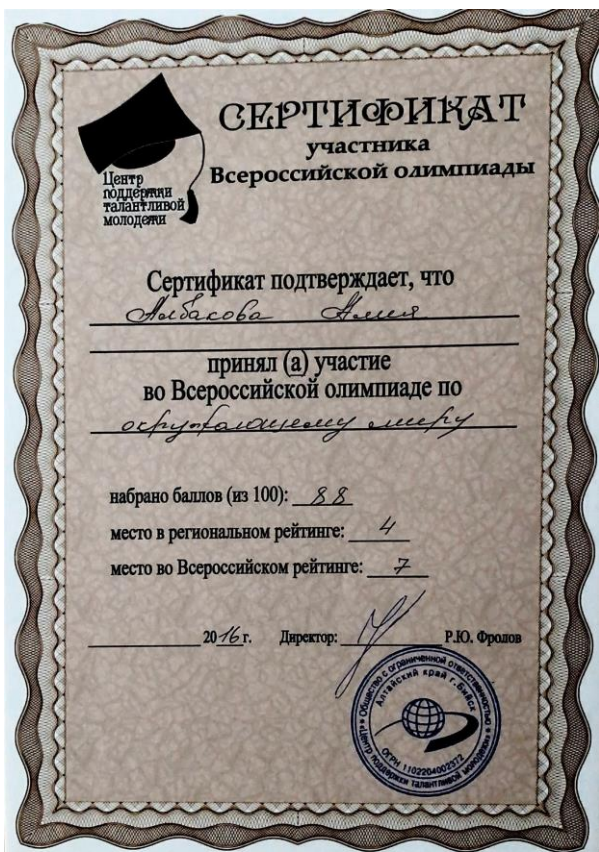 СЕРТИФИКАТ
участника
Всероссийской олимпиады
Центр
поддержки
талантливой
молодежи
Сертификат подтверждает, что
Албакова
принял (а) участие
во Всероссийской олимпиаде по
окружающему миру
набрано баллов (из 100): 88
место в региональном рейтинге: 4
место во Всероссийском рейтинге: 7
2016 г. Директор: Р.Ю. Фролов
Общество с ограниченной ответственностью
«Центр поддержки талантливой молодежи»
Алтайский край г. Бийск
ОГРН 1102204002372